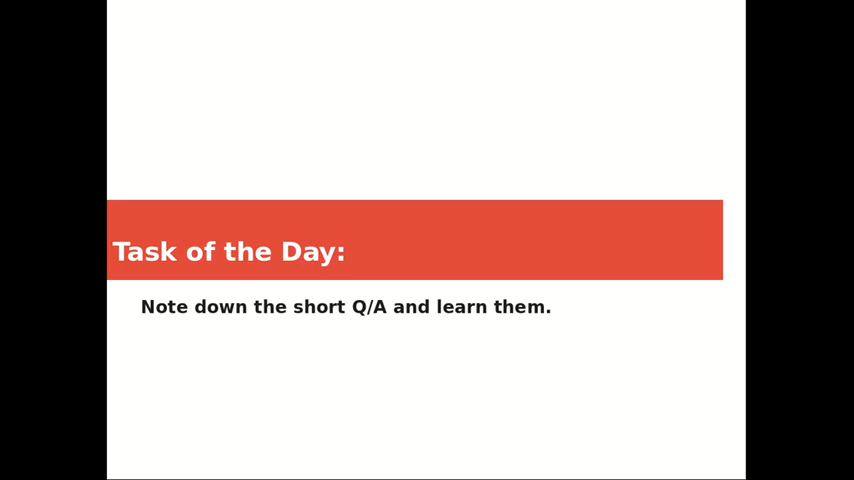 Task of the Day:
Note down the short Q/A and learn them.